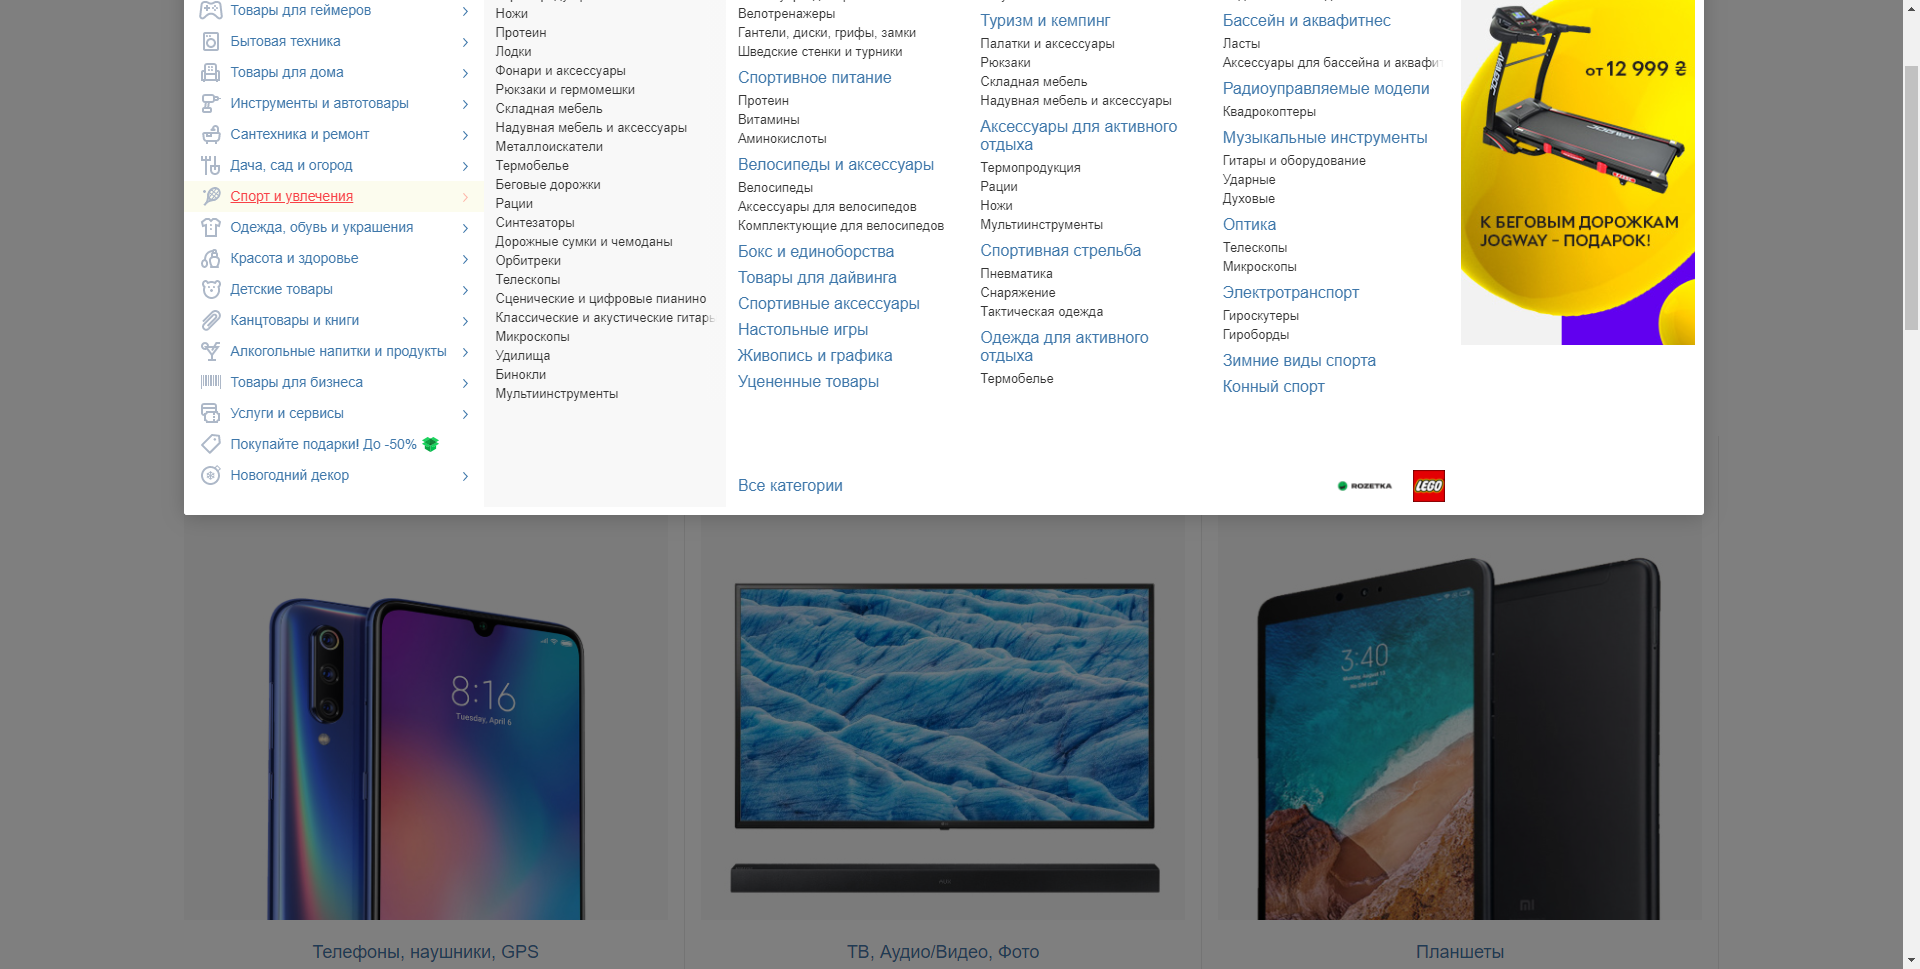 Товары для геймеров
Бытовая техника
Товары для дома
Инструменты и автотовары
Сантехника и ремонт
Дача, сад и огород
Спорт и увлечения
Одежда, обувь и украшения
Красота и здоровье
Детские товары
Канцтовары и книги
Алкогольные напитки и продукты
Товары для бизнеса
Услуги и сервисы
Покупайте подарки! До -50%
Новогодний декор
Ножи
Протеин
Лодки
Фонари и аксессуары
Рюкзаки и гермомешки
Складная мебель
Надувная мебель и аксессуары
Металлоискатели
Термобелье
Беговые дорожки
Рации
Синтезаторы
Дорожные сумки и чемоданы
Орбитреки
Телескопы
Сценические и цифровые пианино
Классические и акустические гитары
Микроскопы
Удилища
Бинокли
Мультиинструменты
Велотренажеры
Гантели, диски, грифы, замки
Шведские стенки и турники
Спортивное питание
Протеин
Витамины
Аминокислоты
Велосипеды и аксессуары
Велосипеды
Аксессуары для велосипедов
Комплектующие для велосипедов
Бокс и единоборства
Товары для дайвинга
Спортивные аксессуары
Настольные игры
Живопись и графика
Уцененные товары
Все категории
Туризм и кемпинг
Палатки и аксессуары
Рюкзаки
Складная мебель
Надувная мебель и аксессуары
Аксессуары для активного
отдыха
Термопродукция
Рации
Ножи
Мультиинструменты
Спортивная стрельба
Пневматика
Снаряжение
Тактическая одежда
Одежда для активного
отдыха
Термобелье
Бассейн и аквафитнес
Ласты
Аксессуары для бассейна и аквафит
Радиоуправляемые модели
Квадрокоптеры
Музыкальные инструменты
Гитары и оборудование
Ударные
Духовые
Оптика
Телескопы
Микроскопы
Электротранспорт
Гироскутеры
Гироборды
Зимние виды спорта
Конный спорт
ROZETKA
LEGO
от 12 999 ₴
JOGWAY
JOGWAY
К БЕГОВЫМ ДОРОЖКАМ
JOGWAY – ПОДАРОК!
8:16
Tuesday, April 6
3:40
Monday, August 13
MI
Телефоны, наушники, GPS
ТВ, Аудио/Видео, Фото
Планшеты